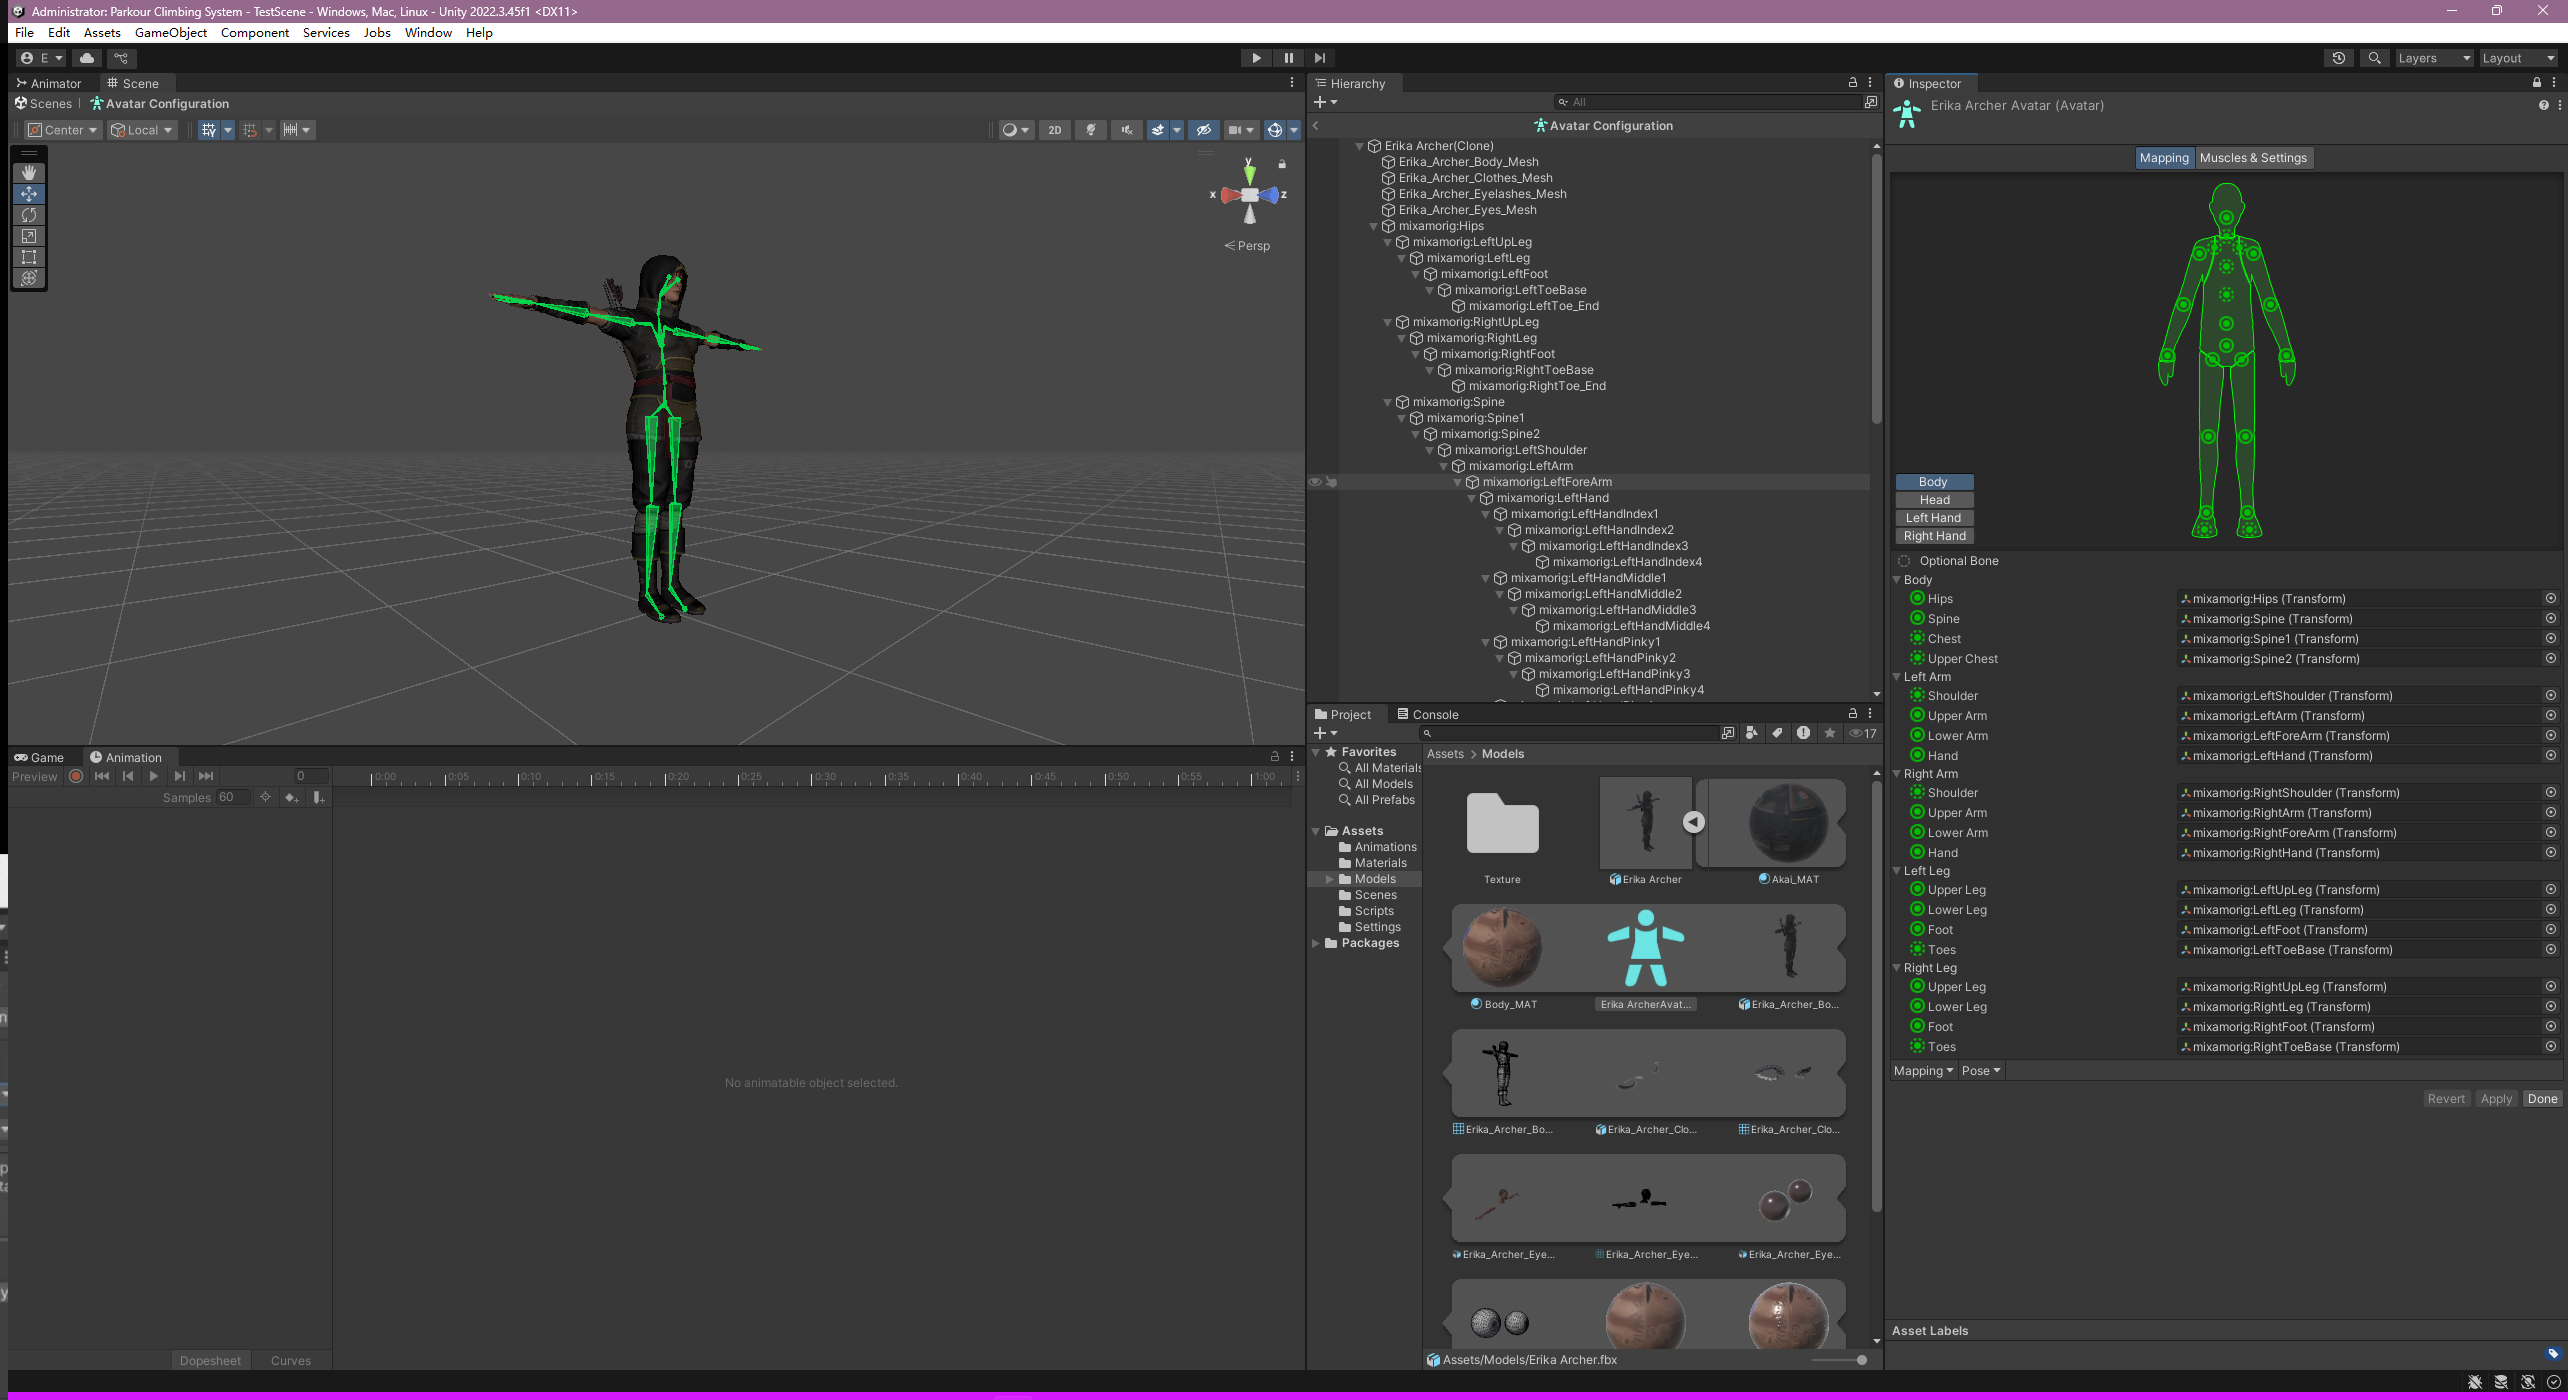 Administrator: Parkour Climbing System - TestScene - Windows, Mac, Linux - Unity 2022.3.45f1 <DX11>
File Edit Assets GameObject Component Services Jobs Window Help
E
Layers Layout
Animator Scene
Scenes | Avatar Configuration
Center Local 2D
y
x z
Persp
Hierarchy
All
Avatar Configuration
Erika Archer(Clone)
Erika_Archer_Body_Mesh
Erika_Archer_Clothes_Mesh
Erika_Archer_Eyelashes_Mesh
Erika_Archer_Eyes_Mesh
mixamorig:Hips
mixamorig:LeftUpLeg
mixamorig:LeftLeg
mixamorig:LeftFoot
mixamorig:LeftToeBase
mixamorig:LeftToe_End
mixamorig:RightUpLeg
mixamorig:RightLeg
mixamorig:RightFoot
mixamorig:RightToeBase
mixamorig:RightToe_End
mixamorig:Spine
mixamorig:Spine1
mixamorig:Spine2
mixamorig:LeftShoulder
mixamorig:LeftArm
mixamorig:LeftForeArm
mixamorig:LeftHand
mixamorig:LeftHandIndex1
mixamorig:LeftHandIndex2
mixamorig:LeftHandIndex3
mixamorig:LeftHandIndex4
mixamorig:LeftHandMiddle1
mixamorig:LeftHandMiddle2
mixamorig:LeftHandMiddle3
mixamorig:LeftHandMiddle4
mixamorig:LeftHandPinky1
mixamorig:LeftHandPinky2
mixamorig:LeftHandPinky3
mixamorig:LeftHandPinky4
Inspector
Erika Archer Avatar (Avatar)
Mapping Muscles & Settings
Body
Head
Left Hand
Right Hand
Optional Bone
Body
Hips mixamorig:Hips (Transform)
Spine mixamorig:Spine (Transform)
Chest mixamorig:Spine1 (Transform)
Upper Chest mixamorig:Spine2 (Transform)
Left Arm
Shoulder mixamorig:LeftShoulder (Transform)
Upper Arm mixamorig:LeftArm (Transform)
Lower Arm mixamorig:LeftForeArm (Transform)
Hand mixamorig:LeftHand (Transform)
Right Arm
Shoulder mixamorig:RightShoulder (Transform)
Upper Arm mixamorig:RightArm (Transform)
Lower Arm mixamorig:RightForeArm (Transform)
Hand mixamorig:RightHand (Transform)
Left Leg
Upper Leg mixamorig:LeftUpLeg (Transform)
Lower Leg mixamorig:LeftLeg (Transform)
Foot mixamorig:LeftFoot (Transform)
Toes mixamorig:LeftToeBase (Transform)
Right Leg
Upper Leg mixamorig:RightUpLeg (Transform)
Lower Leg mixamorig:RightLeg (Transform)
Foot mixamorig:RightFoot (Transform)
Toes mixamorig:RightToeBase (Transform)
Mapping Pose
Revert Apply Done
Asset Labels
Game Animation
Preview 0 0:00 0:05 0:10 0:15 0:20 0:25 0:30 0:35 0:40 0:45 0:50 0:55 1:00
Samples 60
No animatable object selected.
Dopesheet Curves
Project Console
17
Favorites
All Materials
All Models
All Prefabs
Assets
Animations
Materials
Models
Scenes
Scripts
Settings
Packages
Assets > Models
Texture Erika Archer Akai_MAT
Body_MAT Erika ArcherAvat... Erika_Archer_Bo...
Erika_Archer_Bo... Erika_Archer_Clo... Erika_Archer_Clo...
Erika_Archer_Eye... Erika_Archer_Eye... Erika_Archer_Eye...
Assets/Models/Erika Archer.fbx